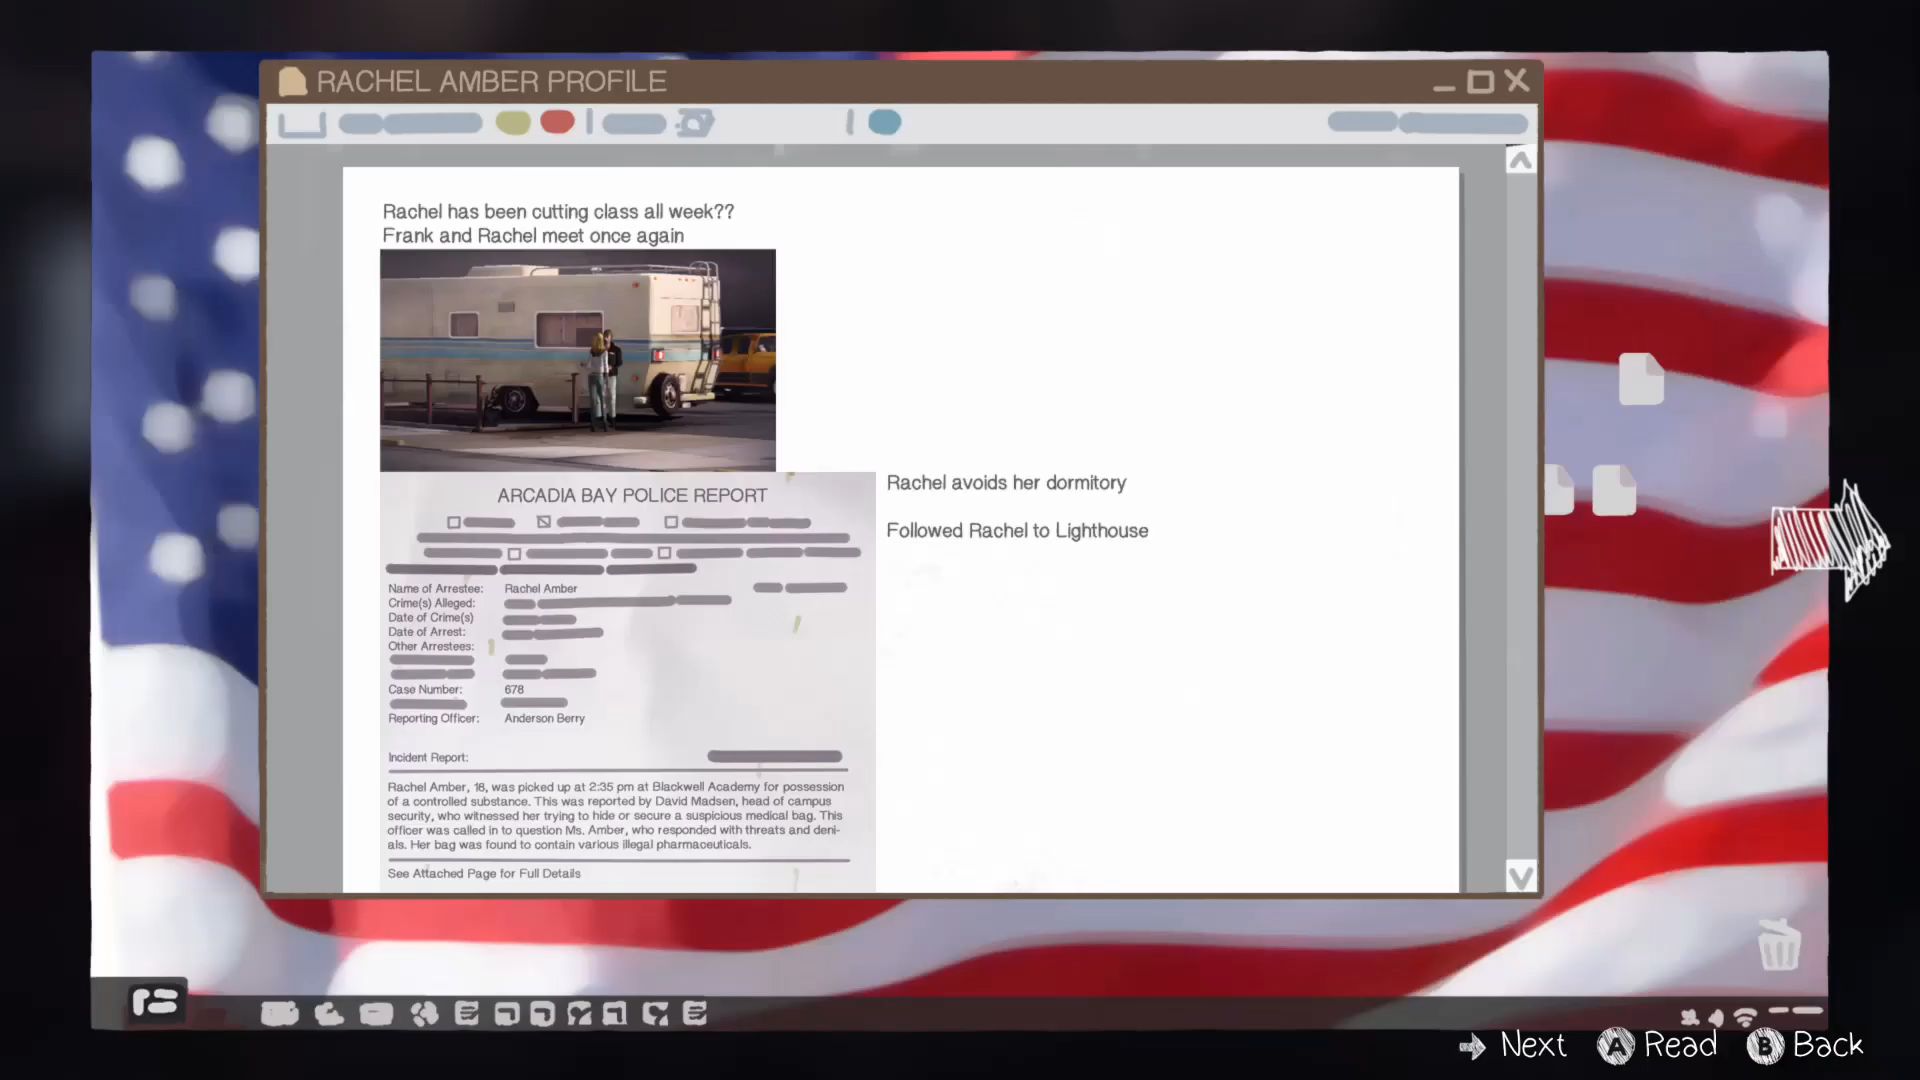 RACHEL AMBER PROFILE
Rachel has been cutting class all week??
Frank and Rachel meet once again
ARCADIA BAY POLICE REPORT
Name of Arrestee: Rachel Amber
Crime(s) Alleged:
Date of Crime(s)
Date of Arrest:
Other Arrestees:
Case Number: 678
Reporting Officer: Anderson Berry
Incident Report:
Rachel Amber, 18, was picked up at 2:35 pm at Blackwell Academy for possession
of a controlled substance. This was reported by David Madsen, head of campus
security, who witnessed her trying to hide or secure a suspicious medical bag. This
officer was called in to question Ms. Amber, who responded with threats and deni-
als. Her bag was found to contain various illegal pharmaceuticals.
See Attached Page for Full Details
Rachel avoids her dormitory
Followed Rachel to Lighthouse
Next A Read B Back